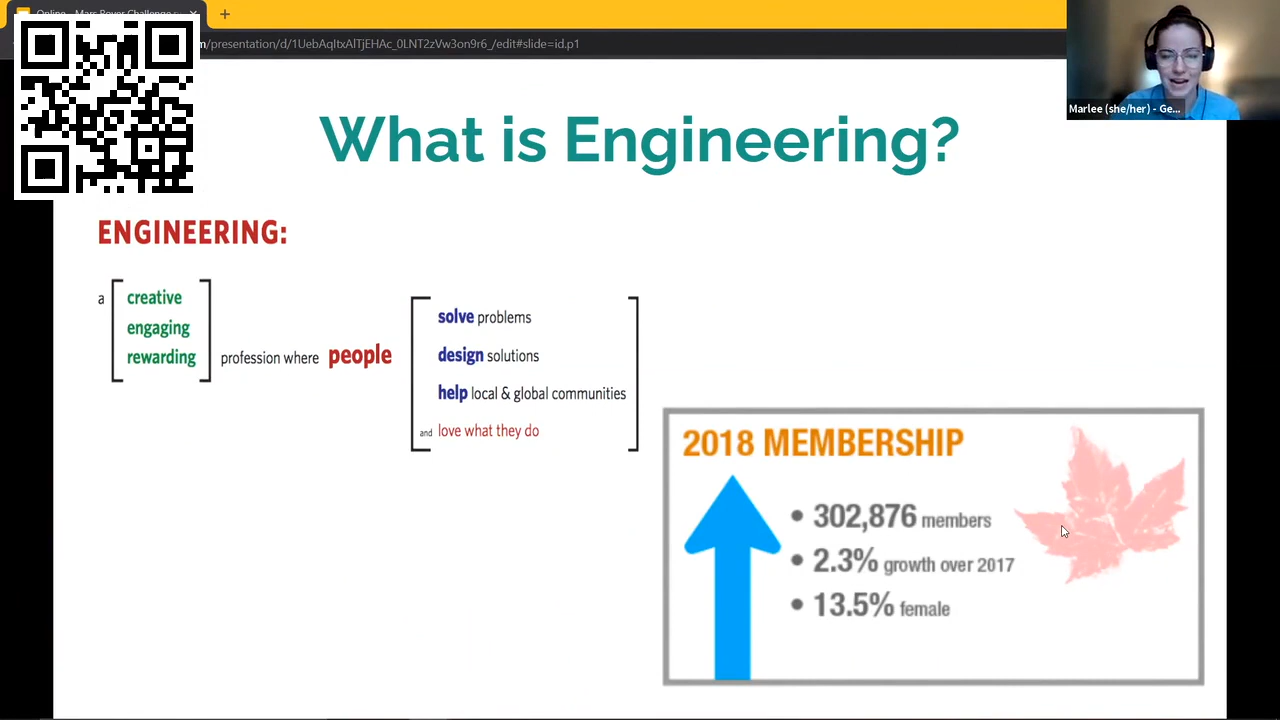 Online - Mars Rover Challenge
m/presentation/d/1UebAqItxAlTjEHAc_0LNT2zVw3on9r6_/edit#slide=id.p1
Marlee (she/her) - Ge...
What is Engineering?
ENGINEERING:
a
creative
engaging
rewarding
profession where people
solve problems
design solutions
help local & global communities
and love what they do
2018 MEMBERSHIP
• 302,876 members
• 2.3% growth over 2017
• 13.5% female